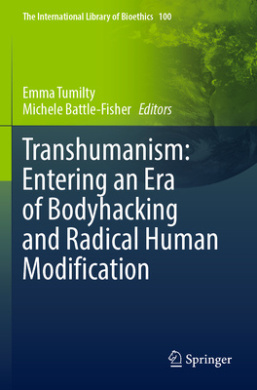 The International Library of Bioethics 100
Emma Tumilty
Michele Battle-Fisher Editors
Transhumanism:
Entering an Era
of Bodyhacking
and Radical Human
Modification
Springer